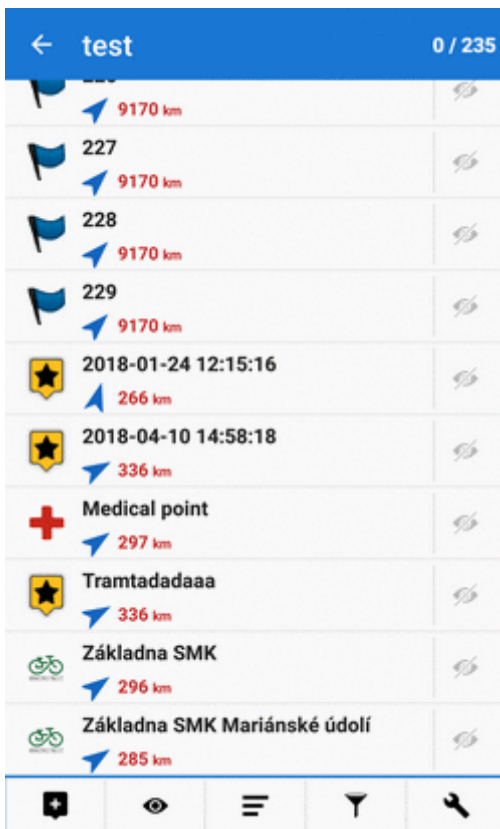 test
0 / 235
9170 km
227
9170 km
228
9170 km
229
9170 km
2018-01-24 12:15:16
266 km
2018-04-10 14:58:18
336 km
Medical point
297 km
Tramtadadaaa
336 km
Základna SMK
296 km
Základna SMK Mariánské údolí
285 km